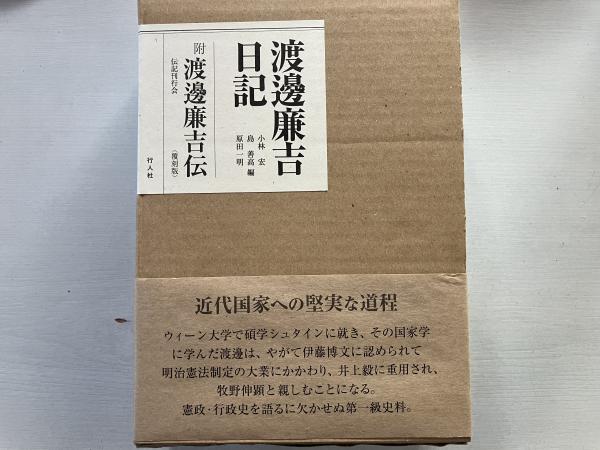 渡邊廉吉
日記
小林 宏
島 善高 編
原田一明
附 渡邊廉吉伝
伝記刊行会
(覆刻版)
行人社
近代国家への堅実な道程
ウィーン大学で碩学シュタインに就き、その国家学
に学んだ渡邊は、やがて伊藤博文に認められて
明治憲法制定の大業にかかわり、井上毅に重用され、
牧野伸顕と親しむことになる。
憲政・行政史を語るに欠かせぬ第一級史料。